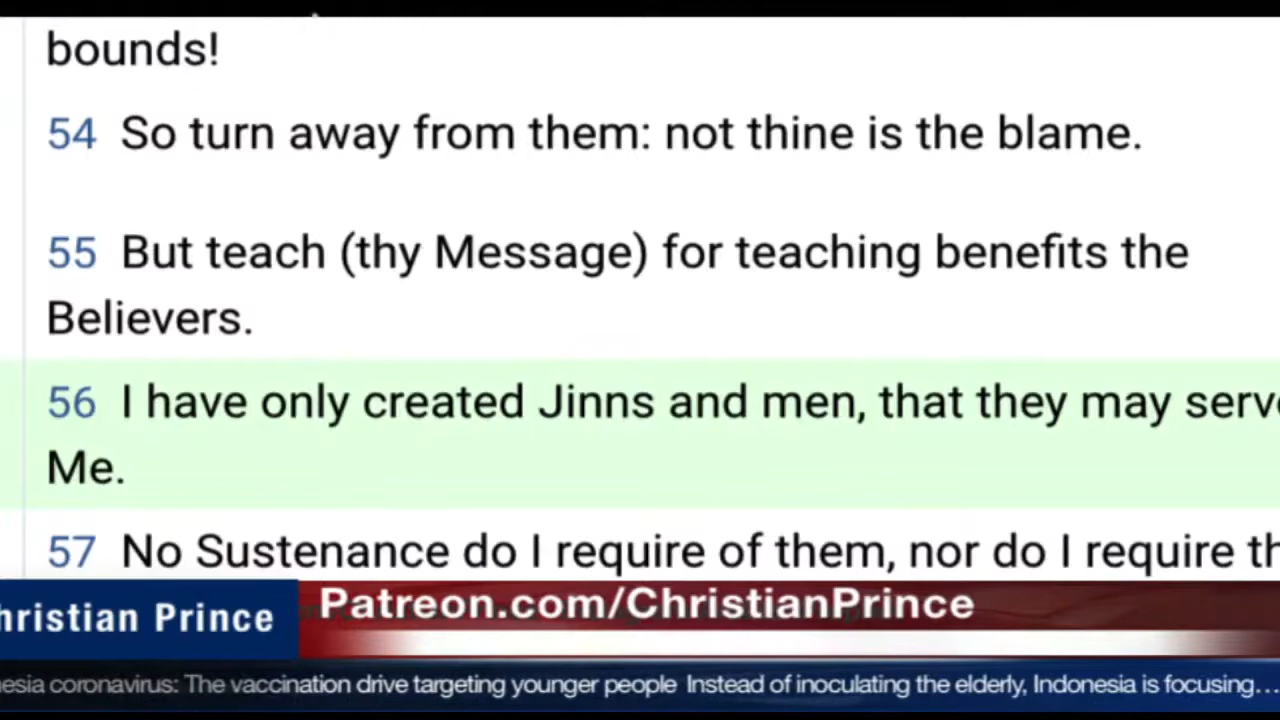 bounds!
54 So turn away from them: not thine is the blame.
55 But teach (thy Message) for teaching benefits the
Believers.
56 I have only created Jinns and men, that they may serve
Me.
57 No Sustenance do I require of them, nor do I require th
hristian Prince
Patreon.com/ChristianPrince
nesia coronavirus: The vaccination drive targeting younger people Instead of inoculating the elderly, Indonesia is focusing...